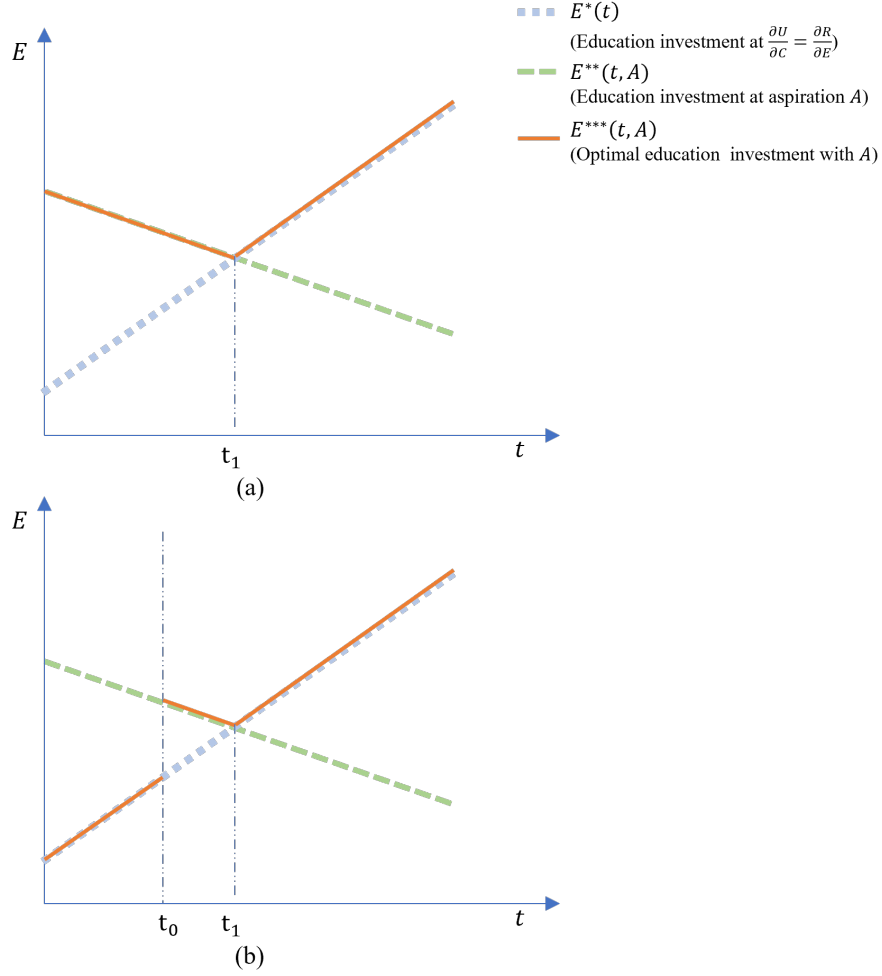 E
E*(t)
(Education investment at ∂U/∂C = ∂R/∂E)
E**(t, A)
(Education investment at aspiration A)
E***(t, A)
(Optimal education investment with A)
t₁
t
(a)
E
t₀
t₁
t
(b)